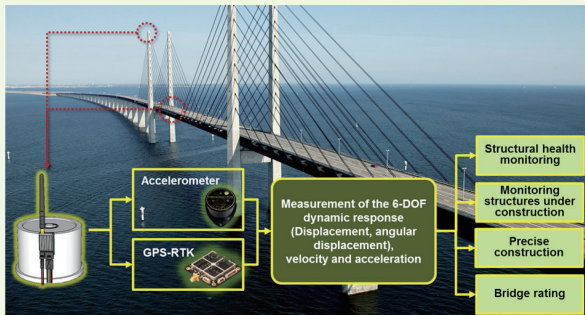 Accelerometer
GPS-RTK
Measurement of the 6-DOF
dynamic response
(Displacement, angular
displacement),
velocity and acceleration
Structural health
monitoring
Monitoring
structures under
construction
Precise
construction
Bridge rating